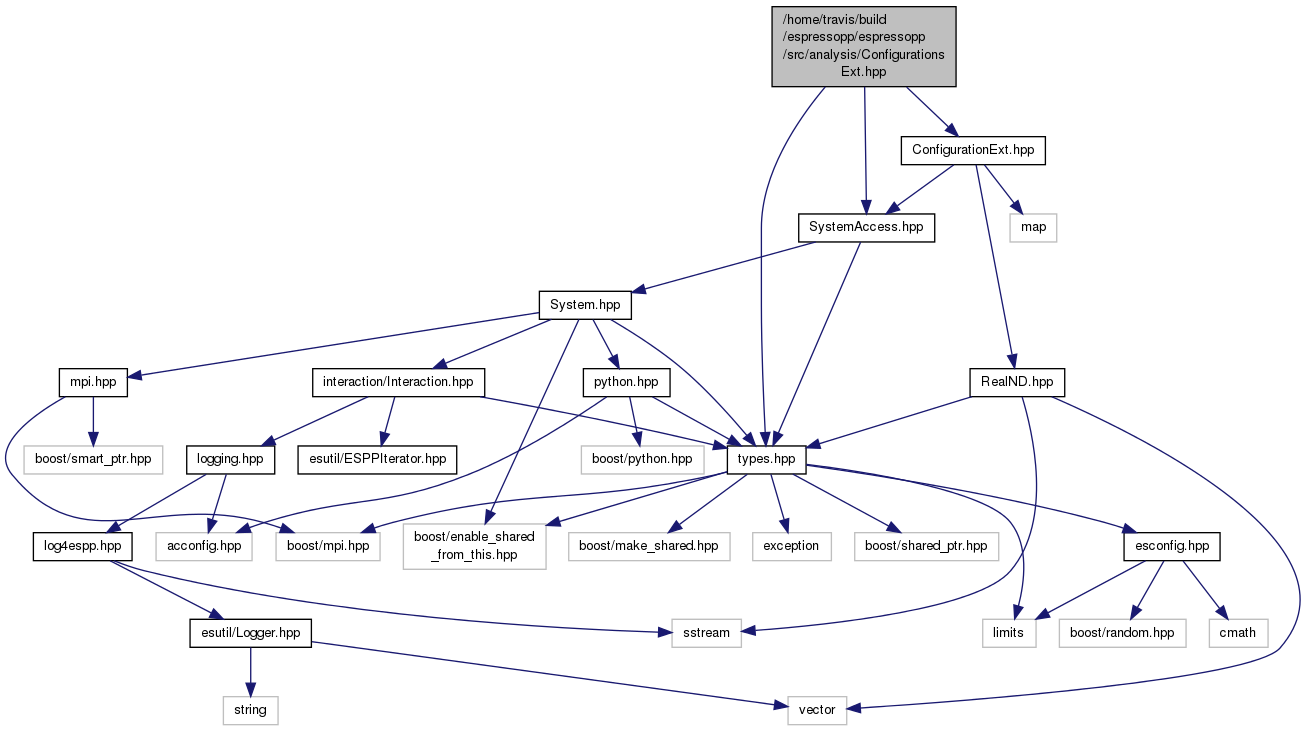 /home/travis/build
/espressopp/espressopp
/src/analysis/Configurations
Ext.hpp
ConfigurationExt.hpp
SystemAccess.hpp
map
System.hpp
mpi.hpp
interaction/Interaction.hpp
python.hpp
RealND.hpp
boost/smart_ptr.hpp
logging.hpp
esutil/ESPPIterator.hpp
boost/python.hpp
types.hpp
log4espp.hpp
acconfig.hpp
boost/mpi.hpp
boost/enable_shared
_from_this.hpp
boost/make_shared.hpp
exception
boost/shared_ptr.hpp
esconfig.hpp
esutil/Logger.hpp
sstream
limits
boost/random.hpp
cmath
string
vector